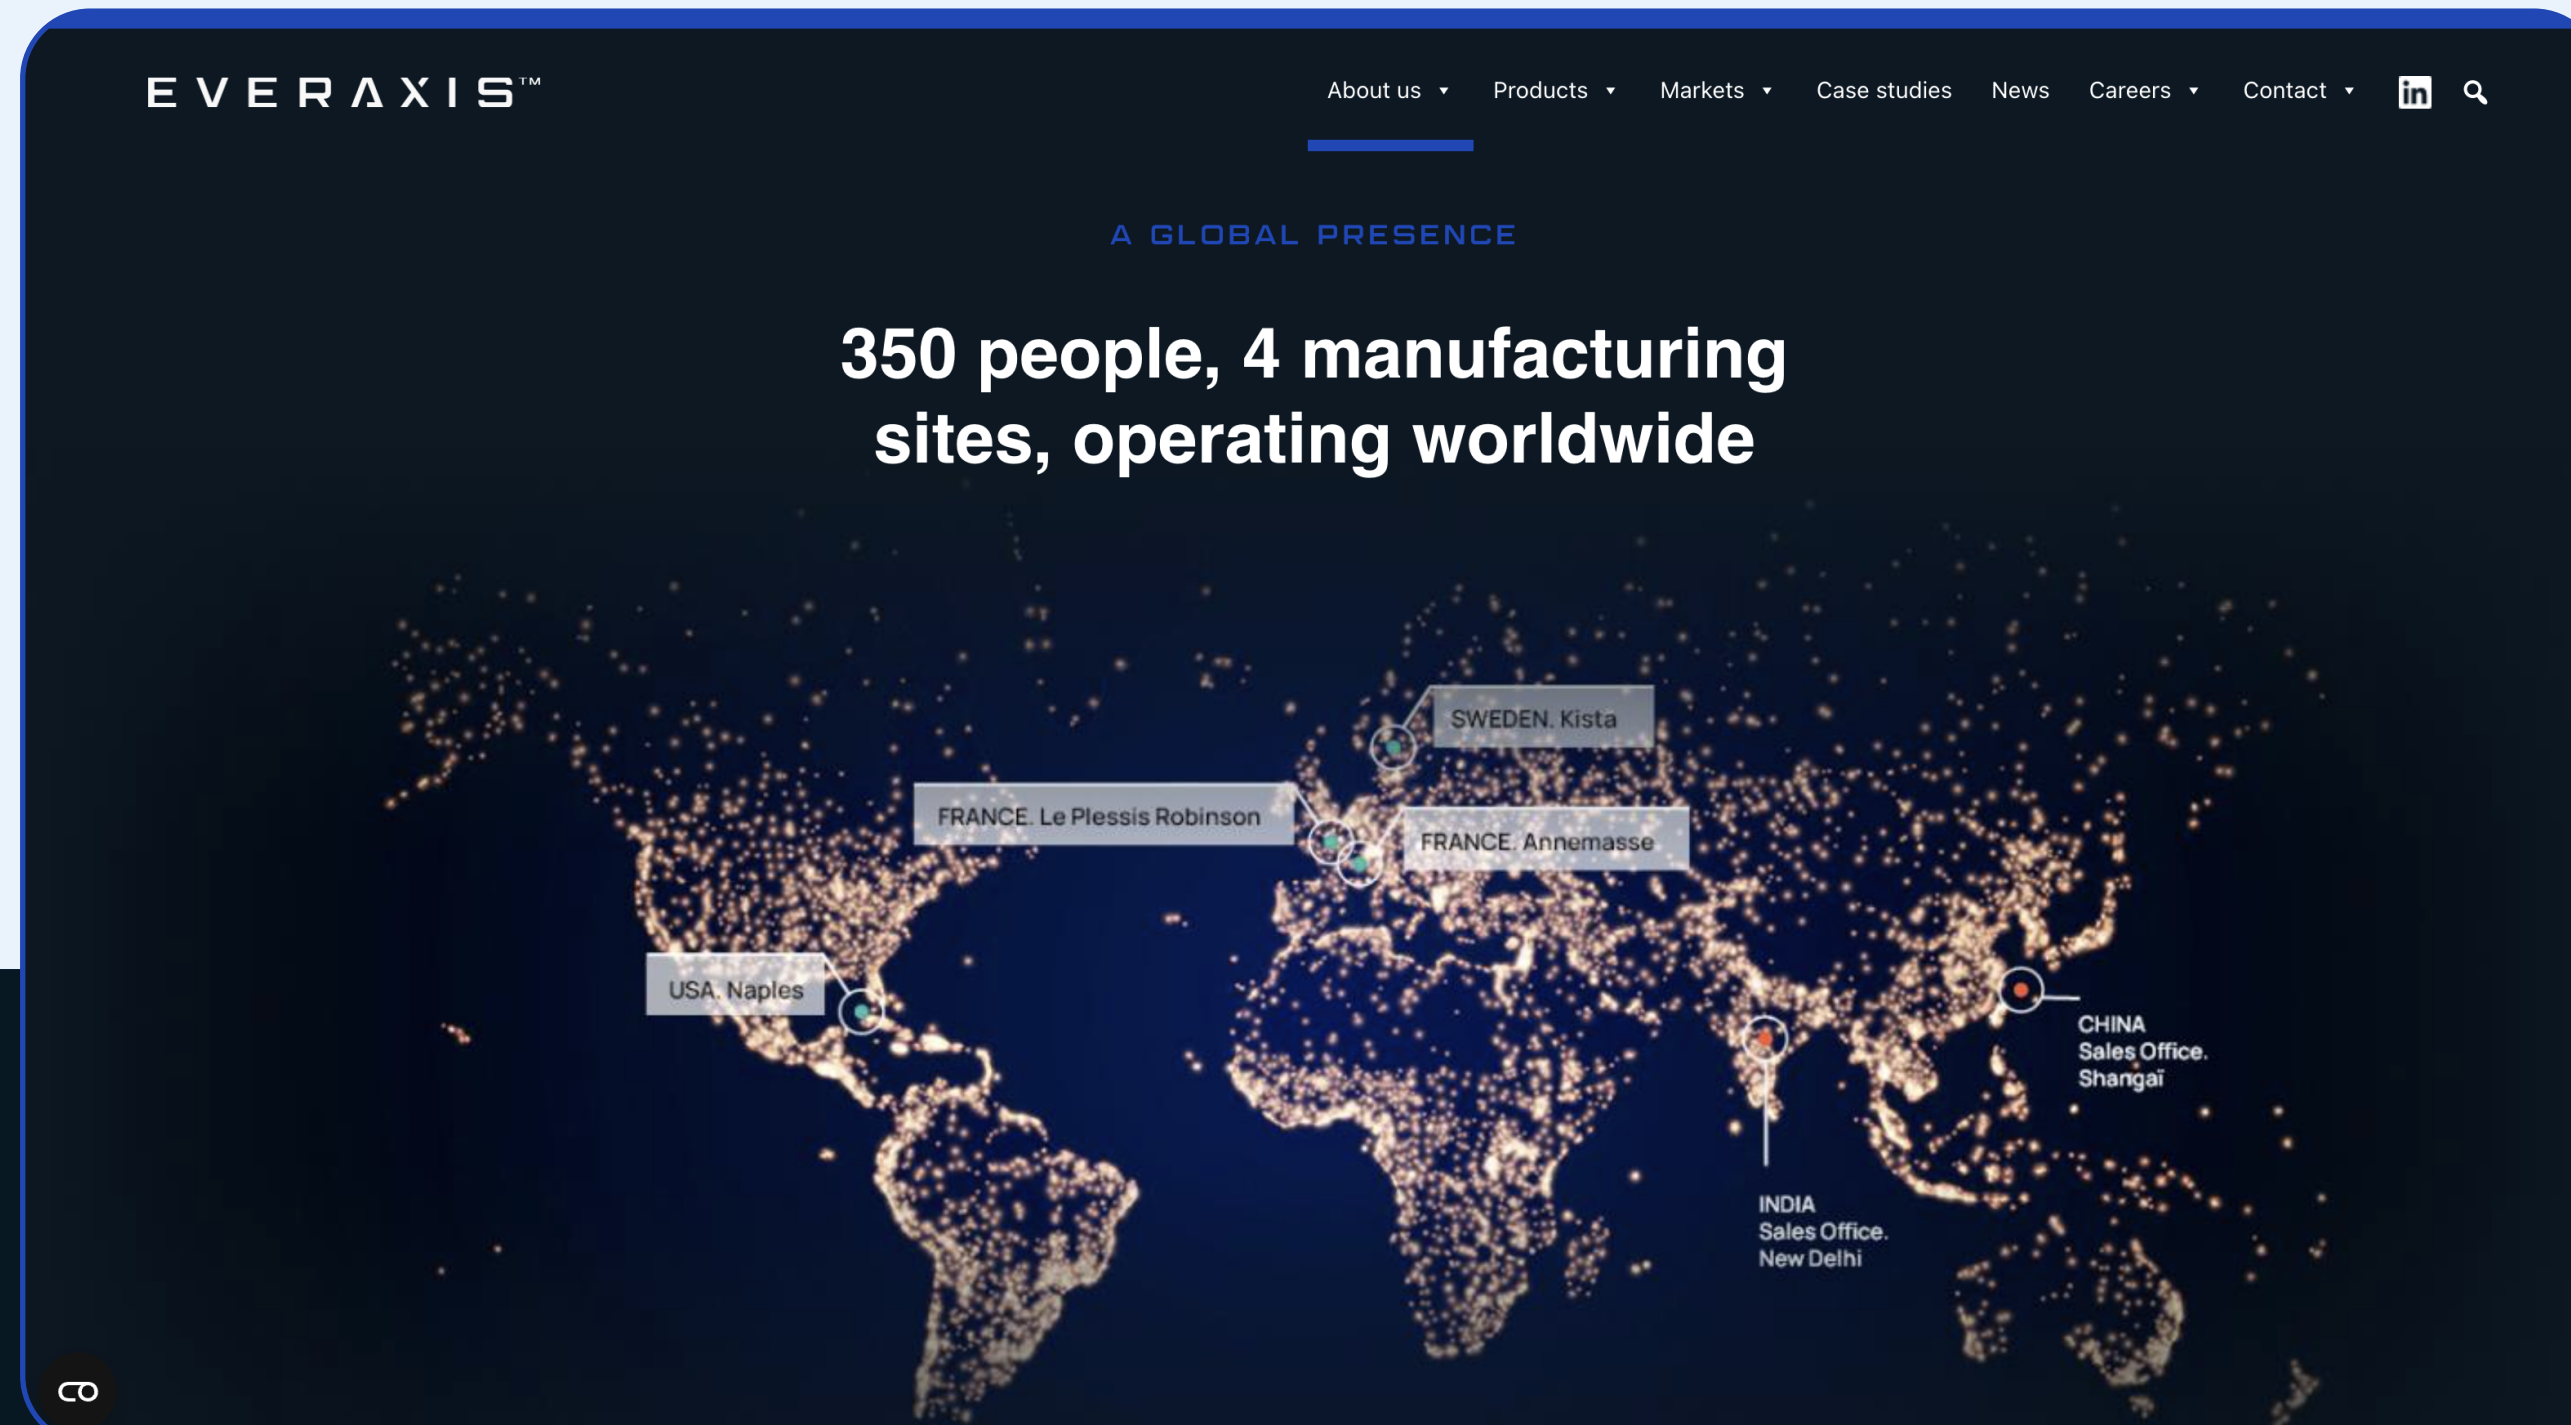 EVERAXIS™
About us
Products
Markets
Case studies
News
Careers
Contact
in
A GLOBAL PRESENCE
350 people, 4 manufacturing
sites, operating worldwide
SWEDEN. Kista
FRANCE. Le Plessis Robinson
FRANCE. Annemasse
USA. Naples
CHINA
Sales Office.
Shangaï
INDIA
Sales Office.
New Delhi